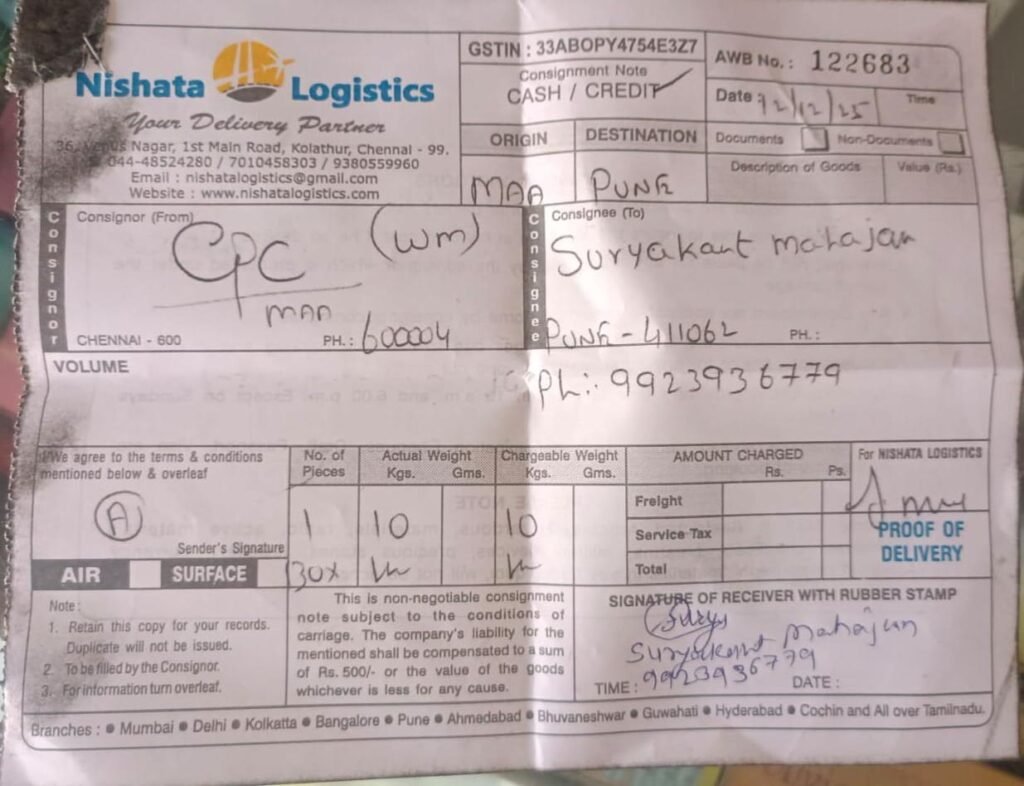 Nishata Logistics
Your Delivery Partner
36, Venus Nagar, 1st Main Road, Kolathur, Chennai - 99.
044-48524280 / 7010458303 / 9380559960
Email : nishatalogistics@gmail.com
Website : www.nishatalogistics.com
GSTIN : 33ABOPY4754E3Z7
Consignment Note
CASH / CREDIT
ORIGIN DESTINATION
MAA PUNE
AWB No. : 122683
Date : 12/12/25 Time
Documents Non-Documents
Description of Goods Value (Rs.)
Consignor
Consignor (From)
CPC (WM)
MAA
CHENNAI - 600 PH. : 600004
Consignee
Consignee (To)
Suryakant mahajan
PUNE - 411062 PH. :
Ph:. 9923936779
VOLUME
We agree to the terms & conditions
mentioned below & overleaf
A
Sender's Signature
AIR SURFACE
No. of Pieces Actual Weight Kgs. Gms. Chargeable Weight Kgs. Gms.
1 10 10
BOX
AMOUNT CHARGED
Rs. Ps.
Freight
Service Tax
Total
For NISHATA LOGISTICS
PROOF OF
DELIVERY
Note :
1. Retain this copy for your records.
Duplicate will not be issued.
2. To be filled by the Consignor.
3. For information turn overleaf.
This is non-negotiable consignment
note subject to the conditions of
carriage. The company's liability for the
mentioned shall be compensated to a sum
of Rs. 500/- or the value of the goods
whichever is less for any cause.
SIGNATURE OF RECEIVER WITH RUBBER STAMP
Suryakant Mahajan
9923936779
TIME : DATE :
Branches : ● Mumbai ● Delhi ● Kolkatta ● Bangalore ● Pune ● Ahmedabad ● Bhuvaneshwar ● Guwahati ● Hyderabad ● Cochin and All over Tamilnadu.